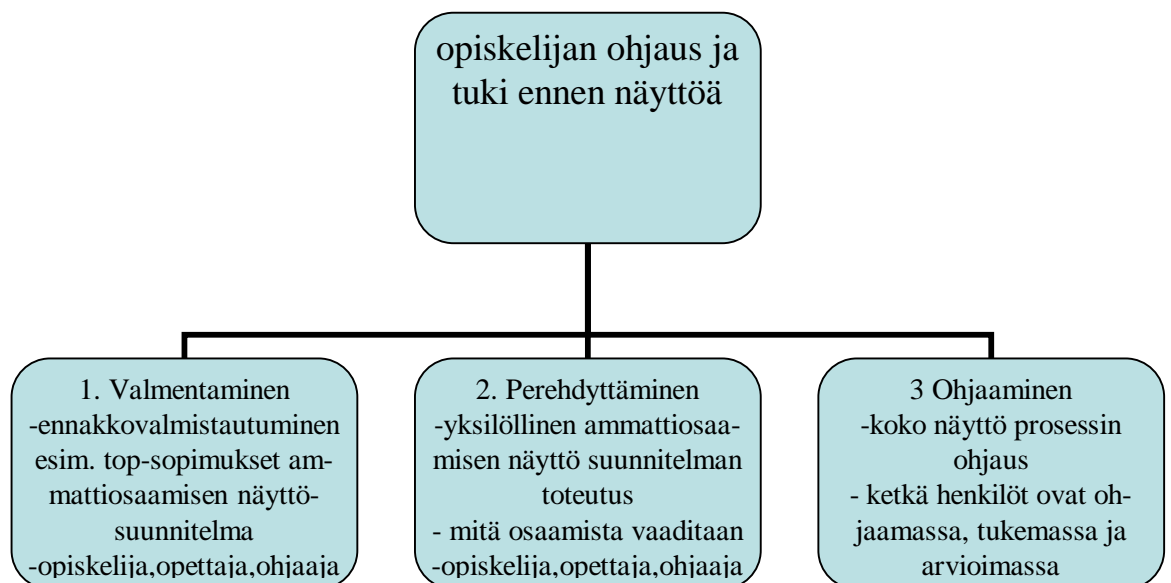 opiskelijan ohjaus ja
tuki ennen näyttöä
1. Valmentaminen
-ennakkovalmistautuminen
esim. top-sopimukset am-
mattiosaamisen näyttö-
suunnitelma
-opiskelija,opettaja,ohjaaja
2. Perehdyttäminen
-yksilöllinen ammattiosaa-
misen näyttö suunnitelman
toteutus
- mitä osaamista vaaditaan
-opiskelija,opettaja,ohjaaja
3 Ohjaaminen
-koko näyttö prosessin
ohjaus
- ketkä henkilöt ovat oh-
jaamassa, tukemassa ja
arvioimassa